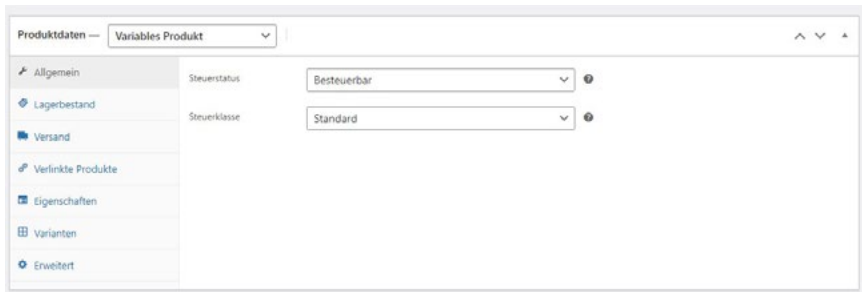 Produktdaten — Variables Produkt
Allgemein
Lagerbestand
Versand
Verlinkte Produkte
Eigenschaften
Varianten
Erweitert
Steuerstatus Besteuerbar
Steuerklasse Standard